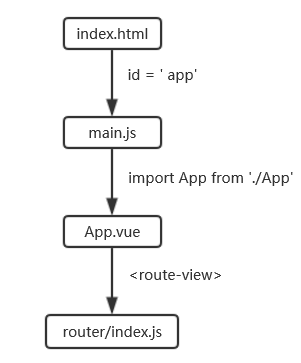 index.html
id = ' app'
main.js
import App from './App'
App.vue
<route-view>
router/index.js